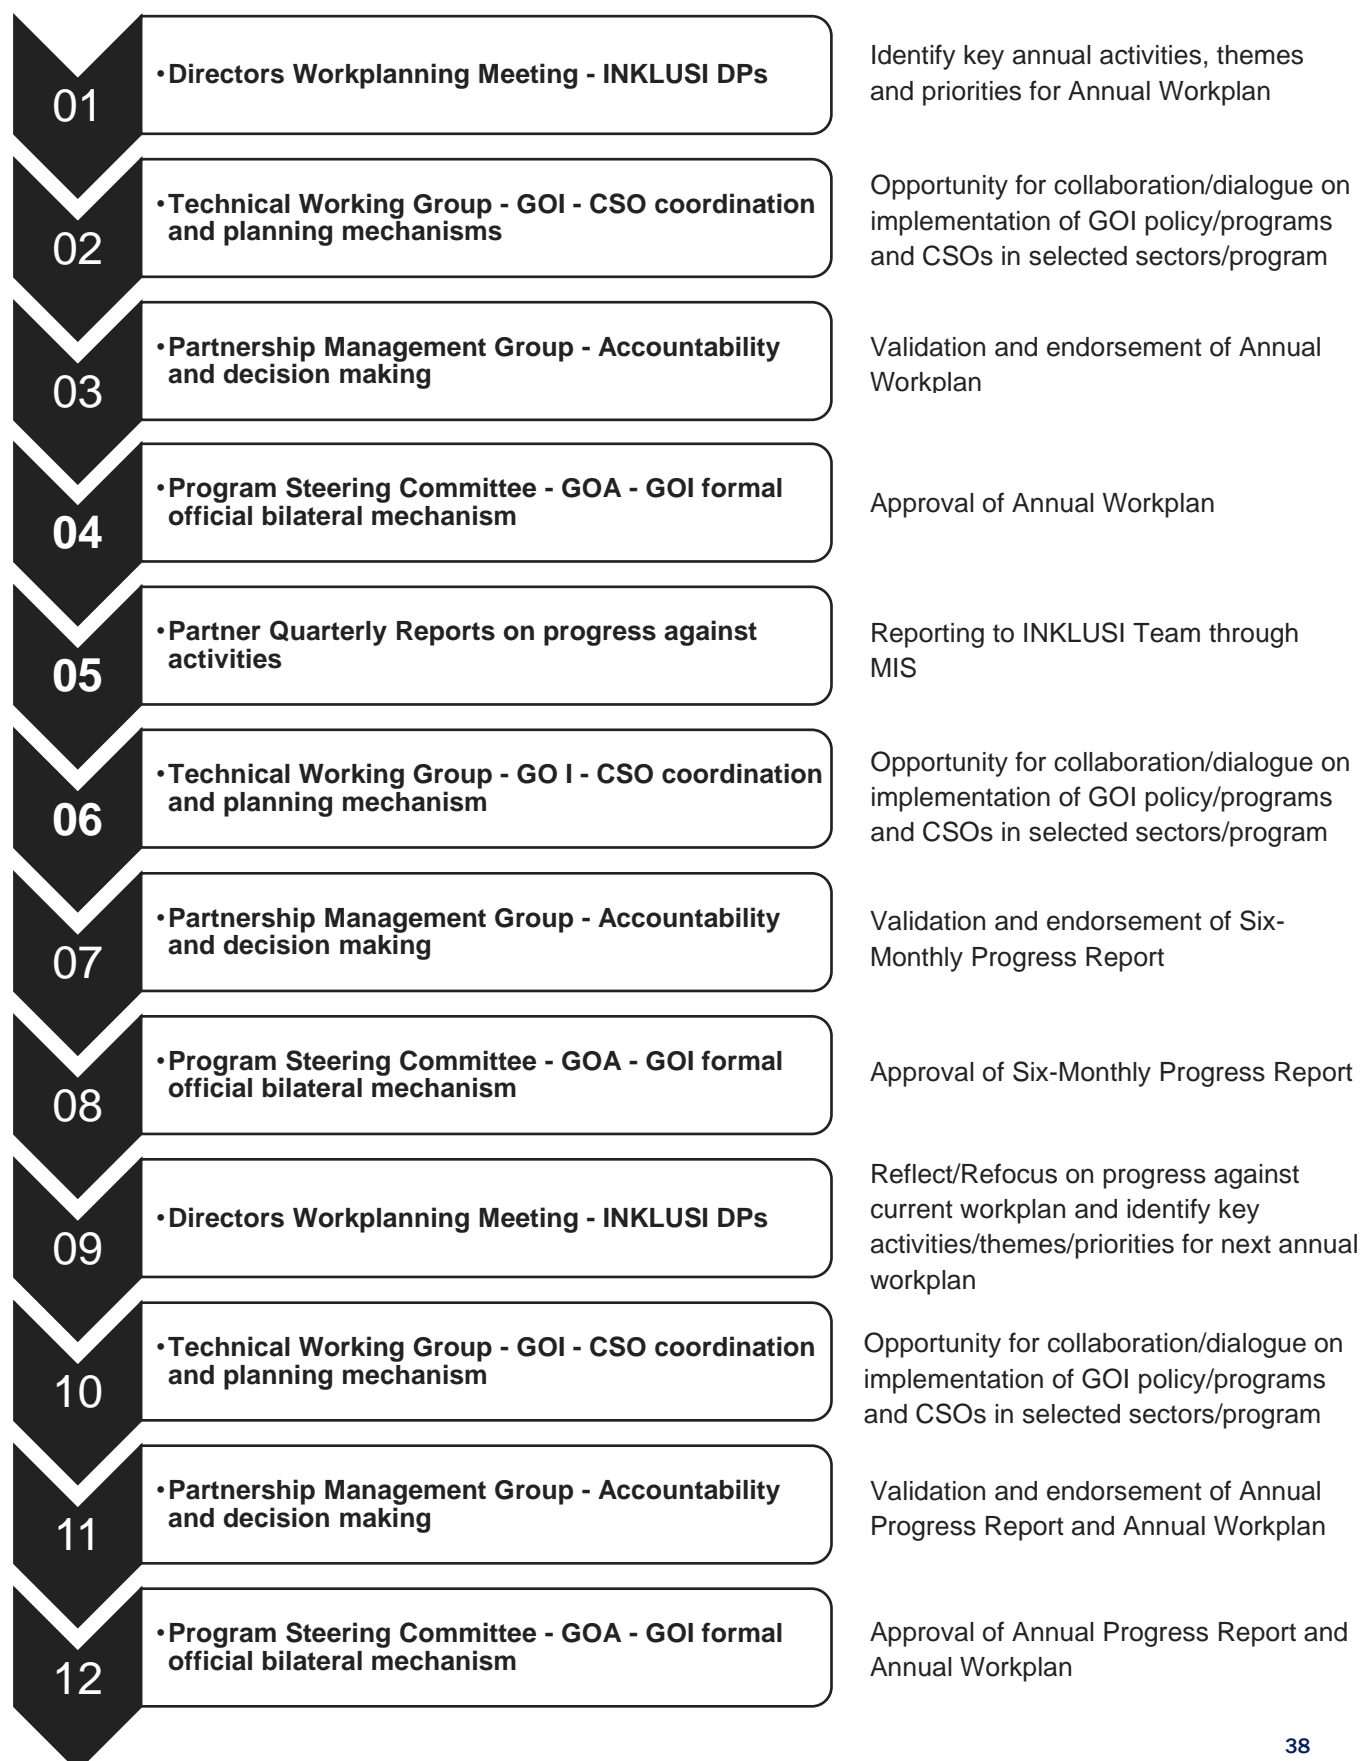 01
•Directors Workplanning Meeting - INKLUSI DPs
Identify key annual activities, themes
and priorities for Annual Workplan
02
•Technical Working Group - GOI - CSO coordination
and planning mechanisms
Opportunity for collaboration/dialogue on
implementation of GOI policy/programs
and CSOs in selected sectors/program
03
•Partnership Management Group - Accountability
and decision making
Validation and endorsement of Annual
Workplan
04
•Program Steering Committee - GOA - GOI formal
official bilateral mechanism
Approval of Annual Workplan
05
•Partner Quarterly Reports on progress against
activities
Reporting to INKLUSI Team through
MIS
06
•Technical Working Group - GO I - CSO coordination
and planning mechanism
Opportunity for collaboration/dialogue on
implementation of GOI policy/programs
and CSOs in selected sectors/program
07
•Partnership Management Group - Accountability
and decision making
Validation and endorsement of Six-
Monthly Progress Report
08
•Program Steering Committee - GOA - GOI formal
official bilateral mechanism
Approval of Six-Monthly Progress Report
09
•Directors Workplanning Meeting - INKLUSI DPs
Reflect/Refocus on progress against
current workplan and identify key
activities/themes/priorities for next annual
workplan
10
•Technical Working Group - GOI - CSO coordination
and planning mechanism
Opportunity for collaboration/dialogue on
implementation of GOI policy/programs
and CSOs in selected sectors/program
11
•Partnership Management Group - Accountability
and decision making
Validation and endorsement of Annual
Progress Report and Annual Workplan
12
•Program Steering Committee - GOA - GOI formal
official bilateral mechanism
Approval of Annual Progress Report and
Annual Workplan
38